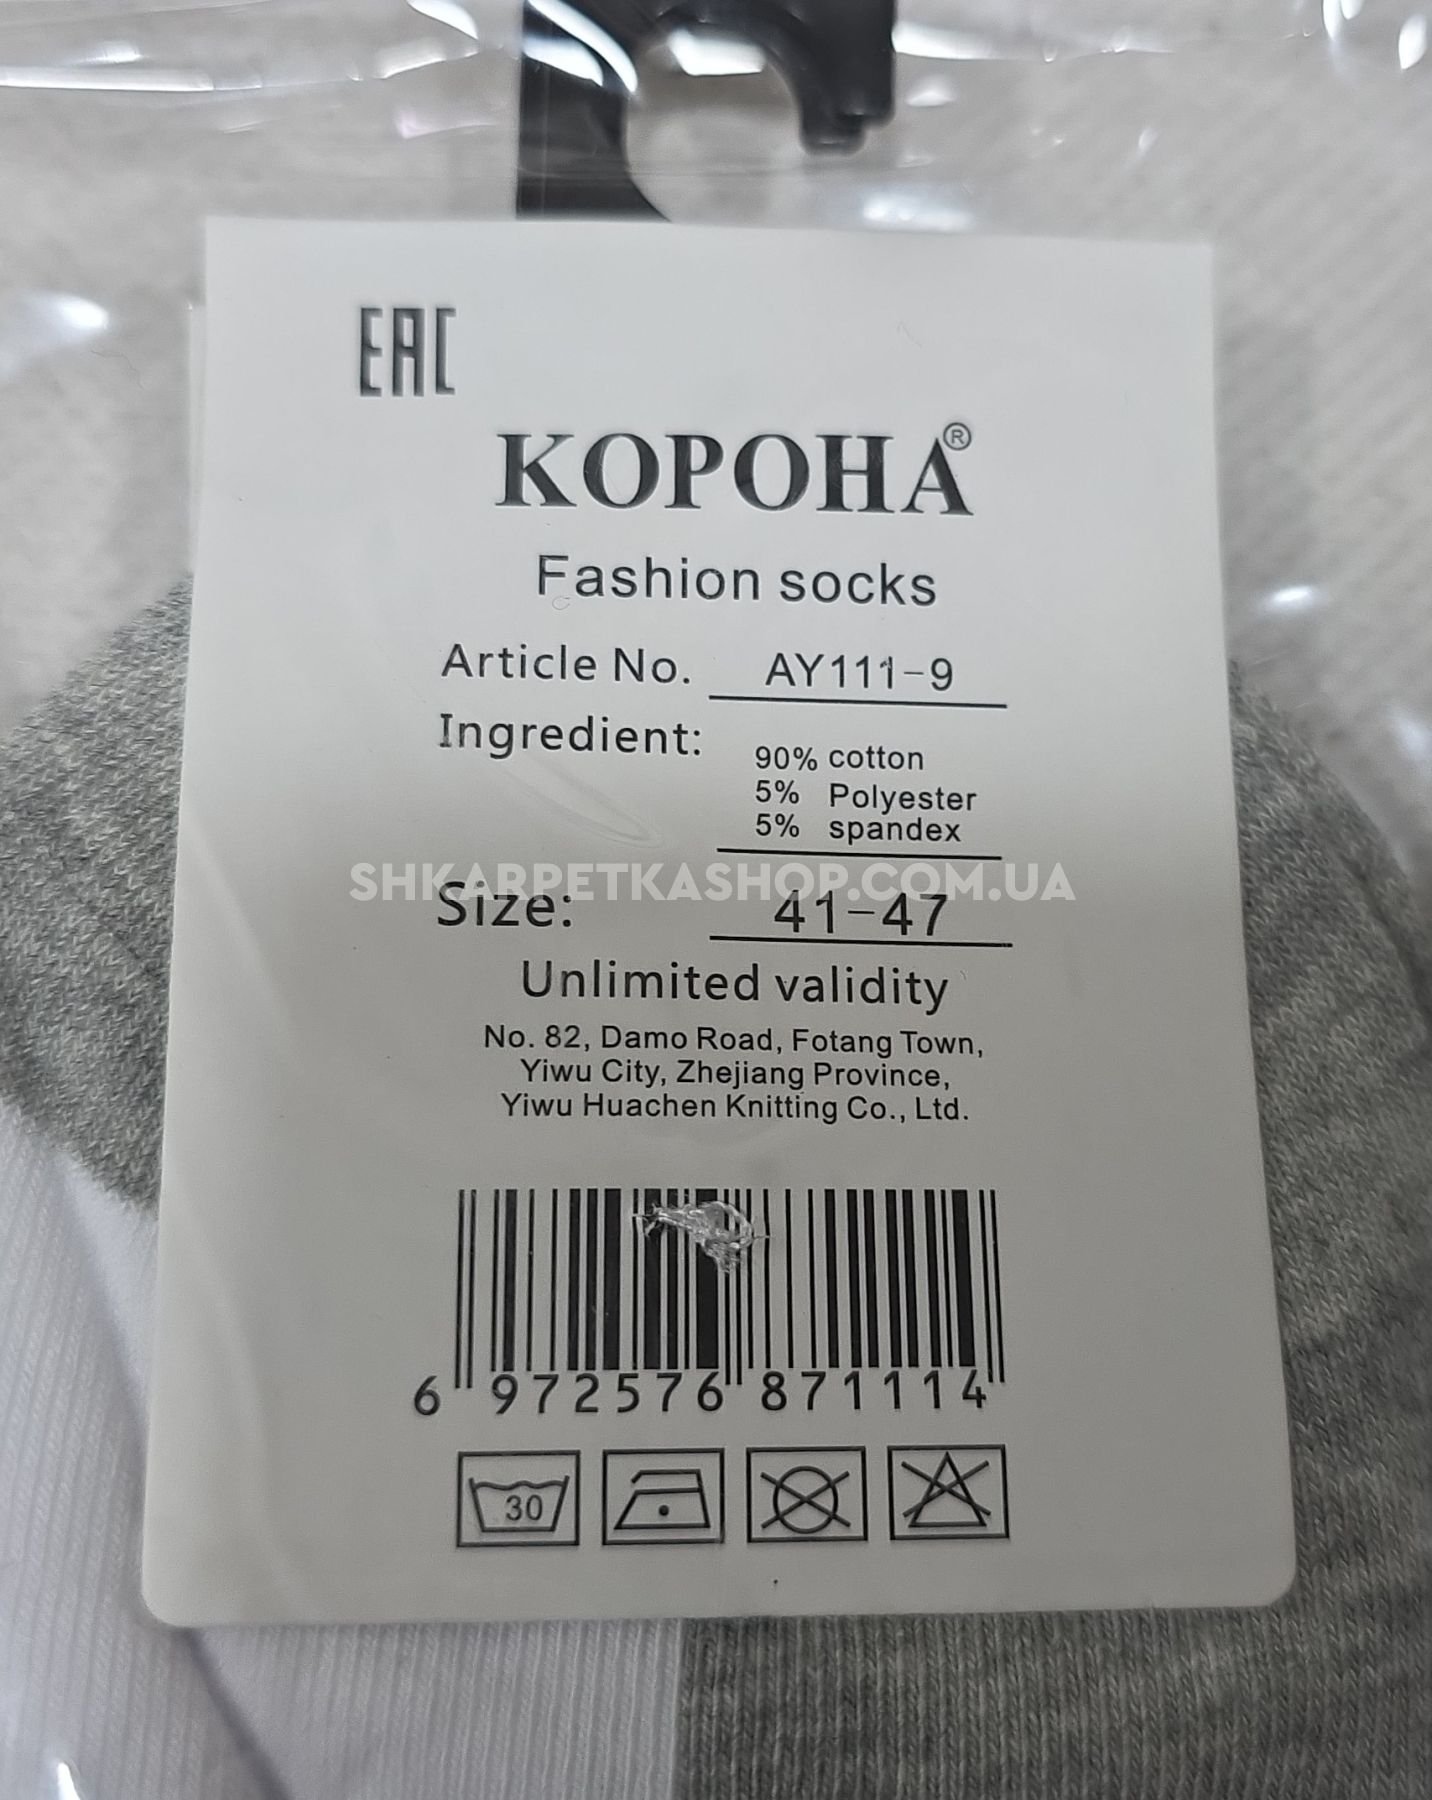 EAC
КОРОНА®
Fashion socks
Article No. AY111-9
Ingredient: 90% cotton
5% Polyester
5% spandex
SHKARPETKASHOP.COM.UA
Size: 41-47
Unlimited validity
No. 82, Damo Road, Fotang Town,
Yiwu City, Zhejiang Province,
Yiwu Huachen Knitting Co., Ltd.
6 972576 871114
30